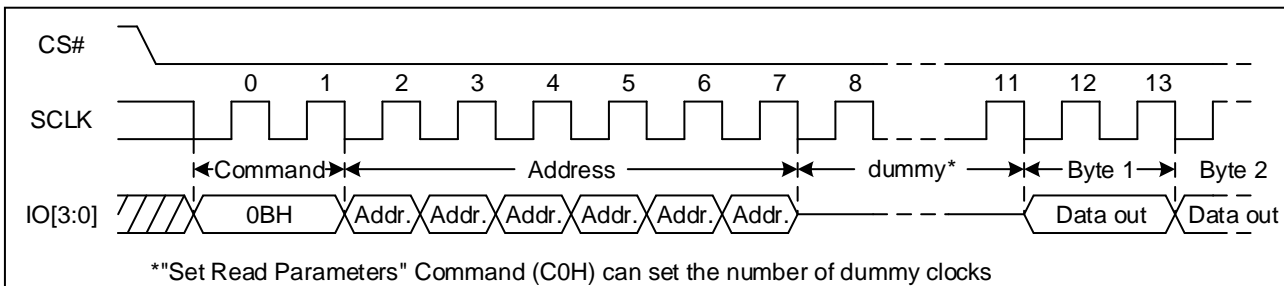 CS#
0 1 2 3 4 5 6 7 8 11 12 13
SCLK
Command Address dummy* Byte 1 Byte 2
IO[3:0] 0BH Addr. Addr. Addr. Addr. Addr. Addr. Data out Data out
*"Set Read Parameters" Command (C0H) can set the number of dummy clocks